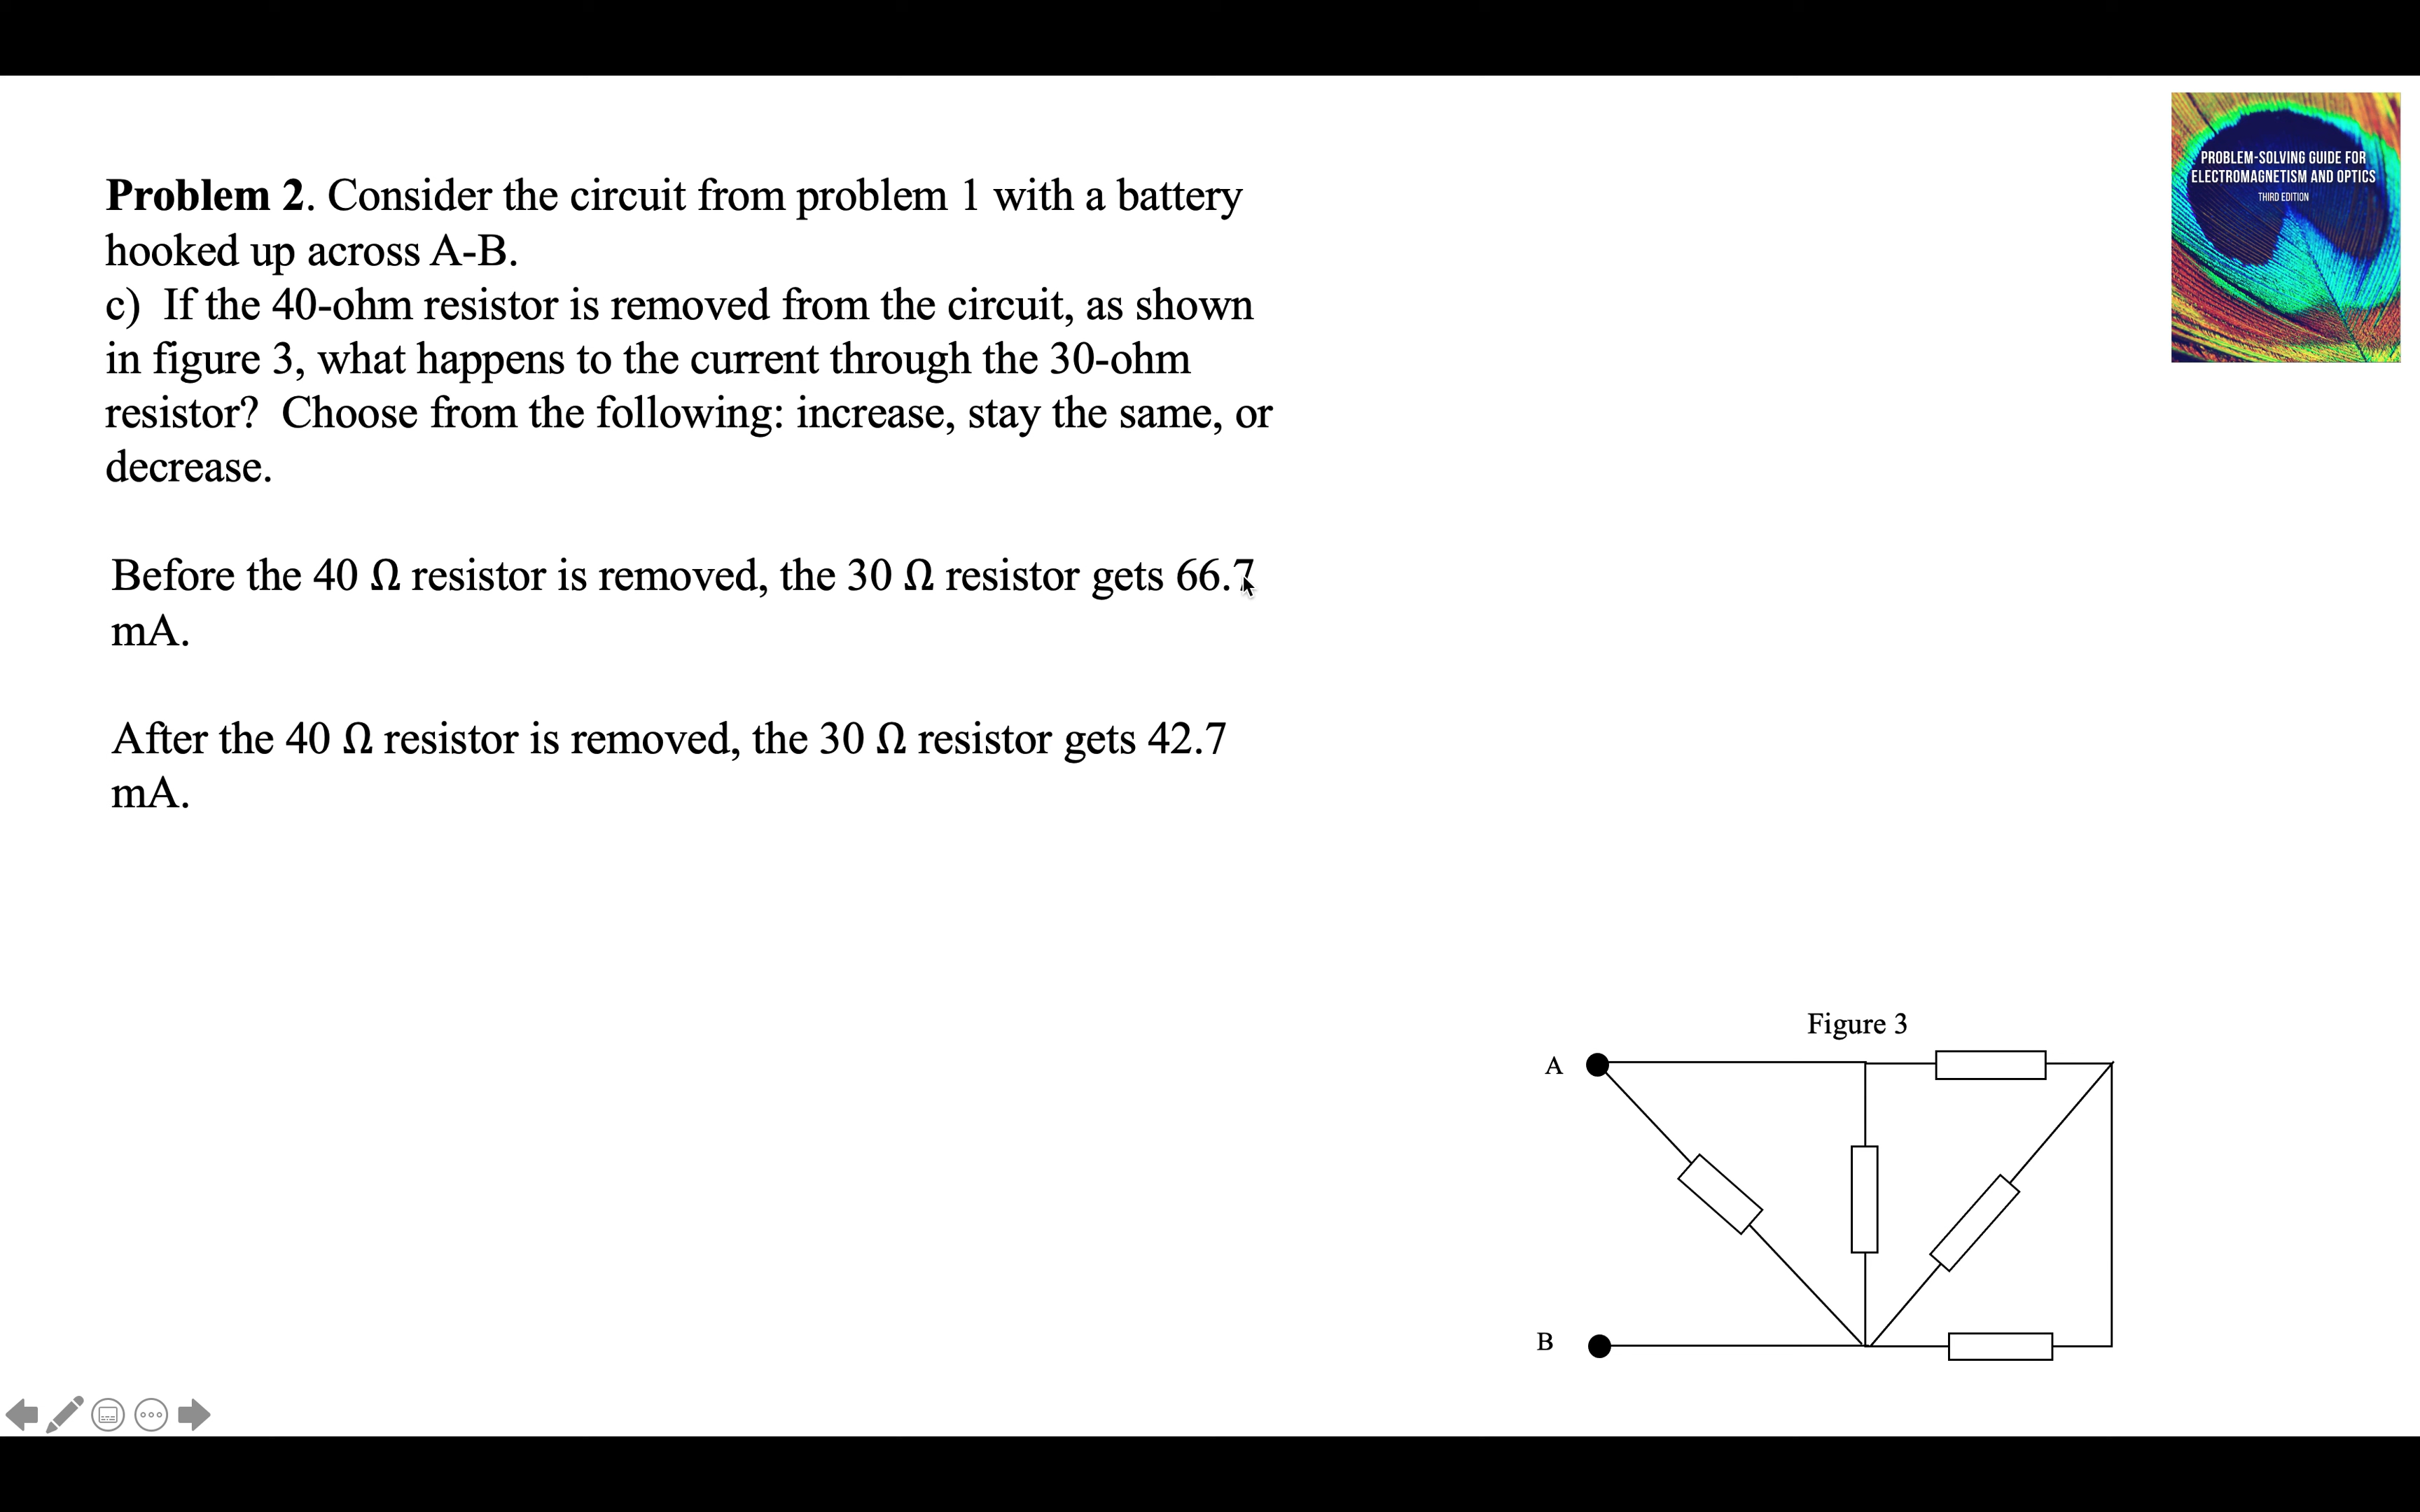 PROBLEM-SOLVING GUIDE FOR
ELECTROMAGNETISM AND OPTICS
THIRD EDITION
Problem 2. Consider the circuit from problem 1 with a battery
hooked up across A-B.
c)  If the 40-ohm resistor is removed from the circuit, as shown
in figure 3, what happens to the current through the 30-ohm
resistor?  Choose from the following: increase, stay the same, or
decrease.
Before the 40 Ω resistor is removed, the 30 Ω resistor gets 66.7
mA.
After the 40 Ω resistor is removed, the 30 Ω resistor gets 42.7
mA.
Figure 3
A
B